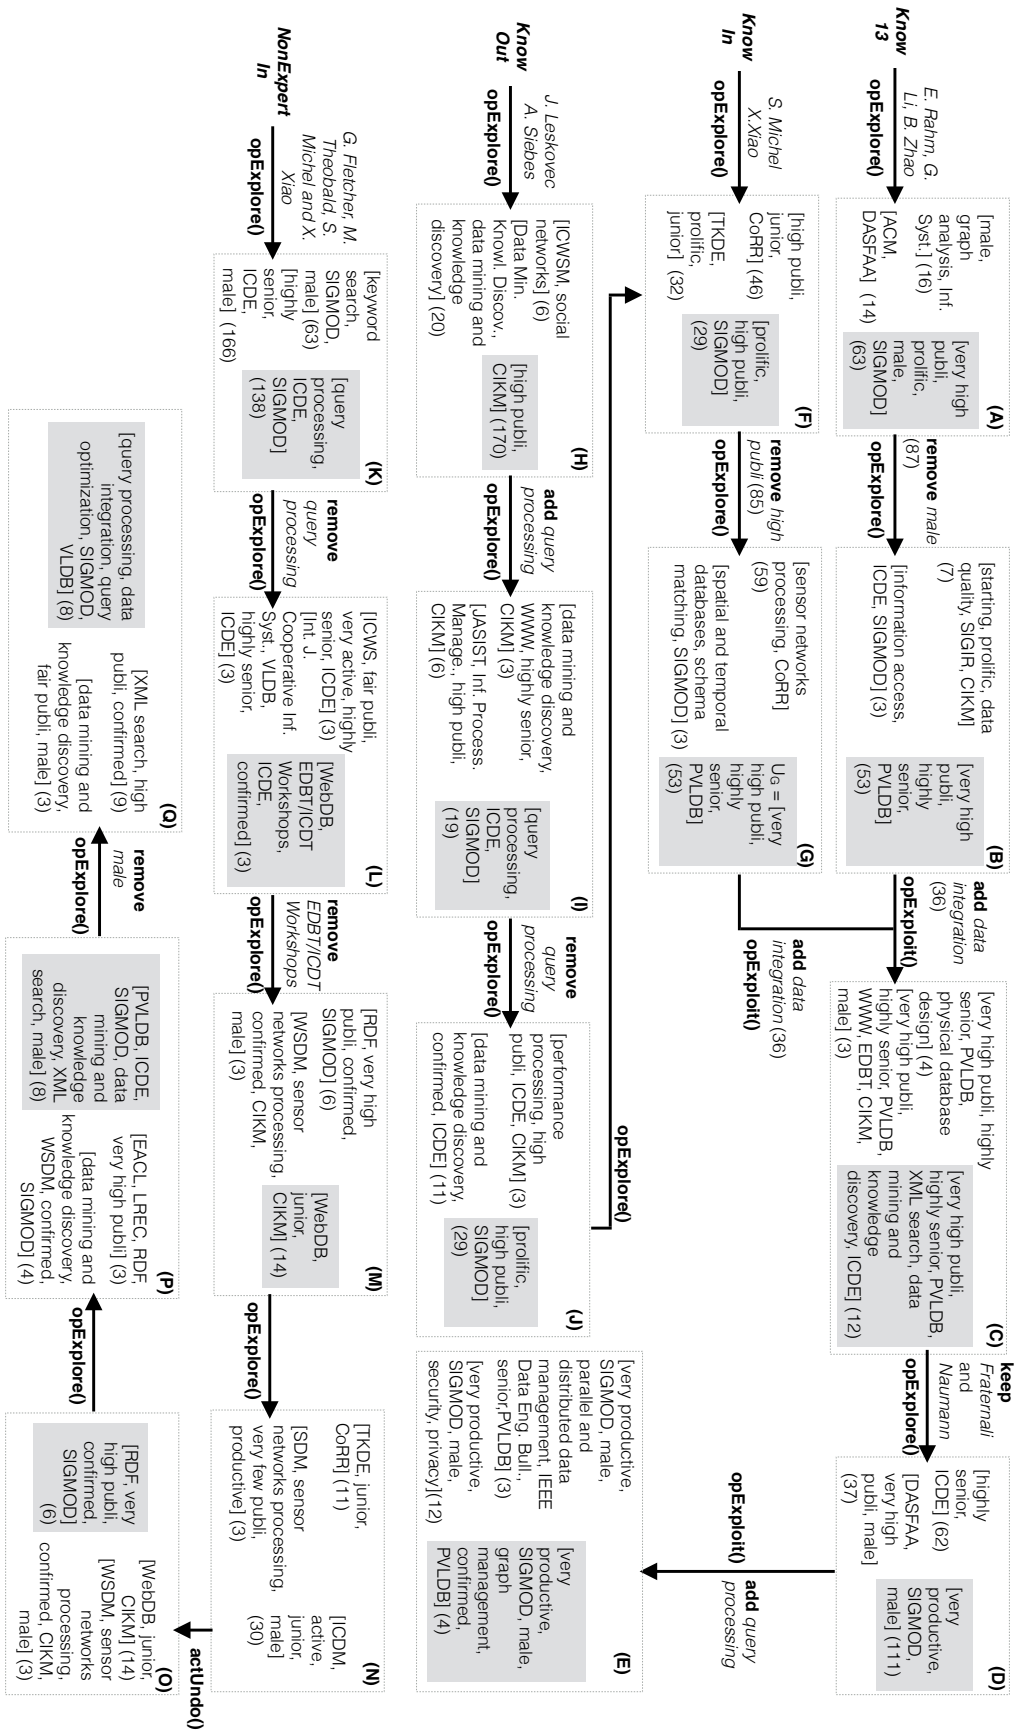 Know
13
E. Rahm, G.
Li, B. Zhao
opExplore()
[male,
graph
analysis, Inf.
Syst.] (16)
[ACM,
DASFAA] (14)
[very high
publi,
prolific,
male,
SIGMOD]
(63)
(A)
remove male
(87)
opExplore()
[starting, prolific, data
quality, SIGIR, CIKM]
(7)
[information access,
ICDE, SIGMOD] (3)
[very high
publi,
highly
senior,
PVLDB]
(53)
(B)
add data
integration
(36)
opExploit()
[very high publi, highly
senior, PVLDB,
physical database
design] (4)
[very high publi,
highly senior, PVLDB,
WWW, EDBT, CIKM,
male] (3)
[very high publi,
highly senior, PVLDB,
XML search, data
mining and
knowledge
discovery, ICDE] (12)
(C)
keep
Fraternali
and
Naumann
opExplore()
[highly
senior,
ICDE] (62)
[DASFAA,
very high
publi, male]
(37)
[very
productive,
SIGMOD,
male] (111)
(D)
opExploit()
add query
processing
[very productive,
SIGMOD, male,
parallel and
distributed data
management, IEEE
Data Eng. Bull.,
senior,PVLDB] (3)
[very productive,
SIGMOD, male,
security, privacy](12)
[very
productive,
SIGMOD, male,
graph
management,
confirmed,
PVLDB] (4)
(E)
Know
In
S. Michel
X.Xiao
opExplore()
[high publi,
junior,
CoRR] (46)
[TKDE,
prolific,
junior] (32)
[prolific,
high publi,
SIGMOD]
(29)
(F)
remove high
publi (85)
opExplore()
[sensor networks
processing, CoRR]
(59)
[spatial and temporal
databases, schema
matching, SIGMOD] (3)
UG = [very
high publi,
highly
senior,
PVLDB]
(53)
(G)
add data
integration (36)
opExploit()
Know
Out
J. Leskovec
A. Siebes
opExplore()
[ICWSM, social
networks] (6)
[Data Min.
Knowl. Discov.,
data mining and
knowledge
discovery] (20)
[high publi,
CIKM] (170)
(H)
add query
processing
opExplore()
[data mining and
knowledge discovery,
WWW, highly senior,
CIKM] (3)
[JASIST, Inf. Process.
Manage., high publi,
CIKM] (6)
[query
processing,
ICDE,
SIGMOD]
(19)
(I)
remove
query
processing
opExplore()
[performance
processing, high
publi, ICDE, CIKM] (3)
[data mining and
knowledge discovery,
confirmed, ICDE] (11)
[prolific,
high publi,
SIGMOD]
(29)
(J)
opExplore()
NonExpert
In
G. Fletcher, M.
Theobald, S.
Michel and X.
Xiao
opExplore()
[keyword
search,
SIGMOD,
male] (63)
[highly
senior,
ICDE,
male] (166)
[query
processing,
ICDE,
SIGMOD]
(138)
(K)
remove
query
processing
opExplore()
[ICWS, fair publi,
very active, highly
senior, ICDE] (3)
[Int. J.
Cooperative Inf.
Syst., VLDB,
highly senior,
ICDE] (3)
[WebDB,
EDBT/ICDT
Workshops,
ICDE,
confirmed] (3)
(L)
remove
EDBT/ICDT
Workshops
opExplore()
[RDF, very high
publi, confirmed,
SIGMOD] (6)
[WSDM, sensor
networks processing,
confirmed, CIKM,
male] (3)
[WebDB,
junior,
CIKM] (14)
(M)
opExplore()
[TKDE, junior,
CoRR] (11)
[SDM, sensor
networks processing,
very few publi,
productive] (3)
[ICDM,
active,
junior,
male]
(30)
(N)
actUndo()
[RDF, very
high publi,
confirmed,
SIGMOD]
(6)
[WebDB, junior,
CIKM] (14)
[WSDM, sensor
networks
processing,
confirmed, CIKM,
male] (3)
(O)
opExplore()
[PVLDB, ICDE,
SIGMOD, data
mining and
knowledge
discovery, XML
search, male] (8)
[EACL, LREC, RDF,
very high publi] (3)
[data mining and
knowledge discovery,
WSDM, confirmed,
SIGMOD] (4)
(P)
remove
male
opExplore()
[query processing, data
integration, query
optimization, SIGMOD,
VLDB] (8)
[XML search, high
publi, confirmed] (9)
[data mining and
knowledge discovery,
fair publi, male] (3)
(Q)